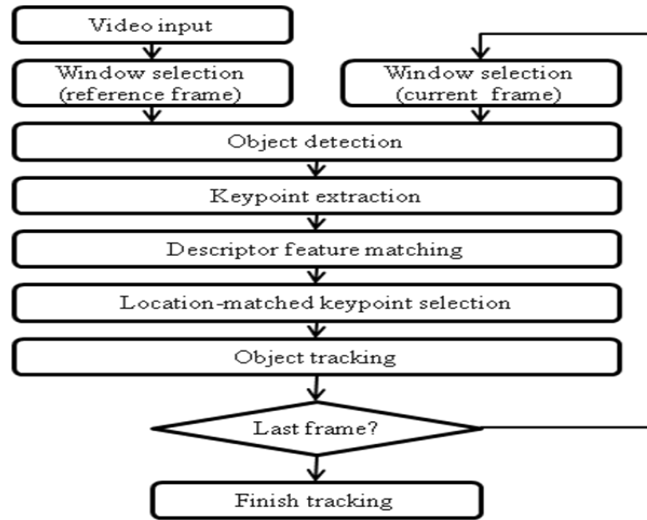 Video input
Window selection
(reference frame)
Window selection
(current frame)
Object detection
Keypoint extraction
Descriptor feature matching
Location-matched keypoint selection
Object tracking
Last frame?
Finish tracking